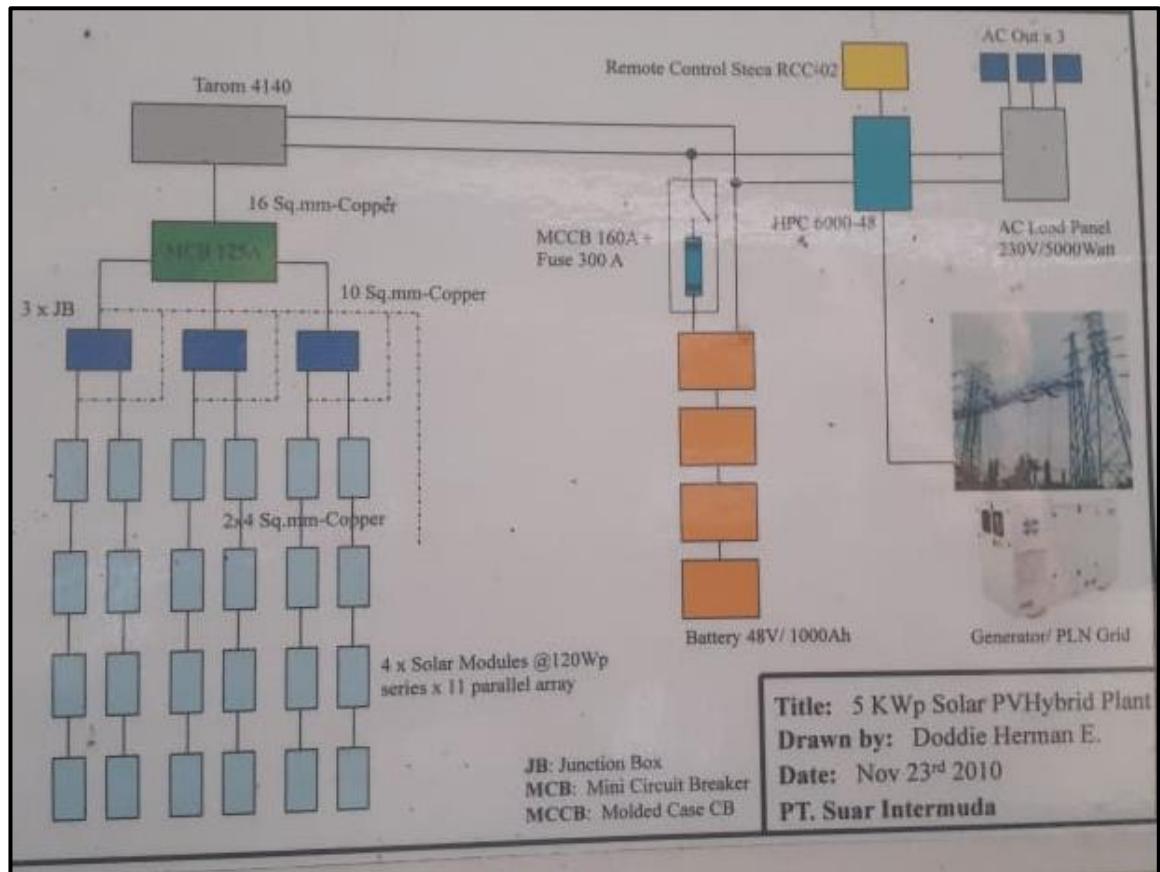 AC Out x 3
Remote Control Steca RCC-02
Tarom 4140
16 Sq.mm-Copper
MCB 125A
MCCB 160A +
Fuse 300 A
HPC 6000-48
AC Load Panel
230V/5000Watt
3 x JB
10 Sq.mm-Copper
2x4 Sq.mm-Copper
4 x Solar Modules @120Wp
series x 11 parallel array
Battery 48V/ 1000Ah
Generator/ PLN Grid
JB: Junction Box
MCB: Mini Circuit Breaker
MCCB: Molded Case CB
Title: 5 KWp Solar PVHybrid Plant
Drawn by: Doddie Herman E.
Date: Nov 23rd 2010
PT. Suar Intermuda